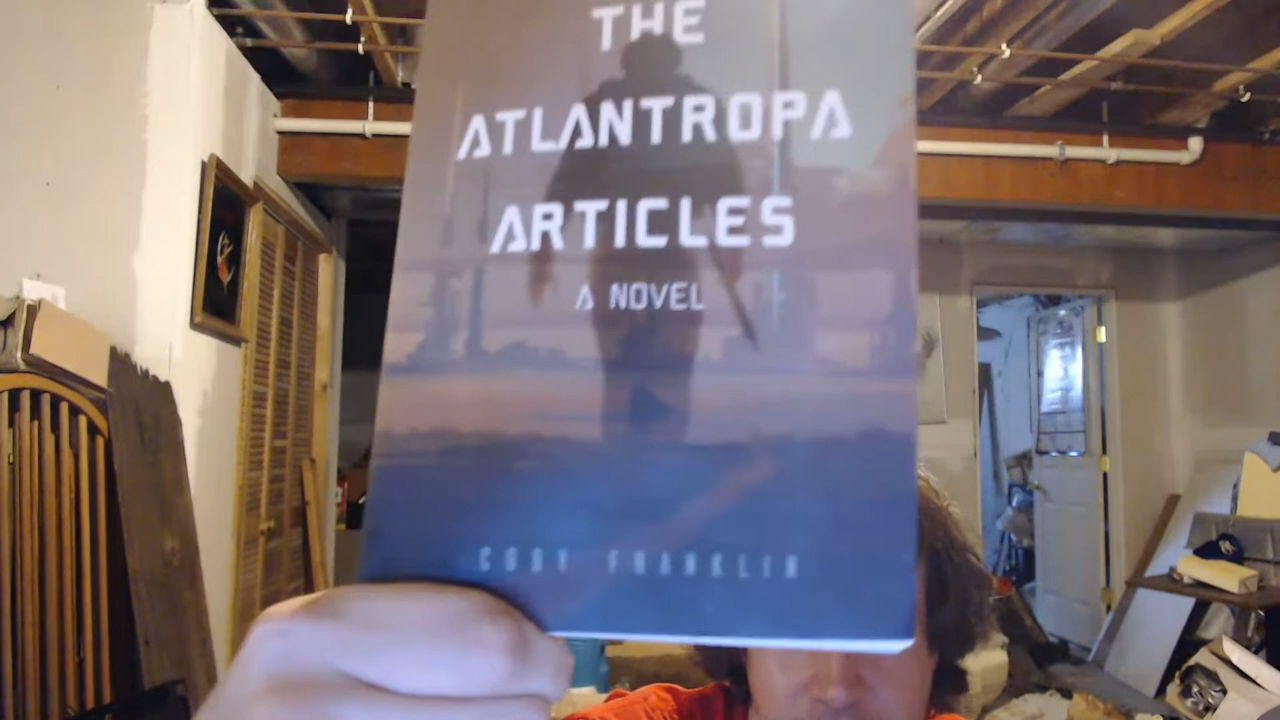 THE
ATLANTROPA
ARTICLES
A NOVEL
CODY FRANKLIN